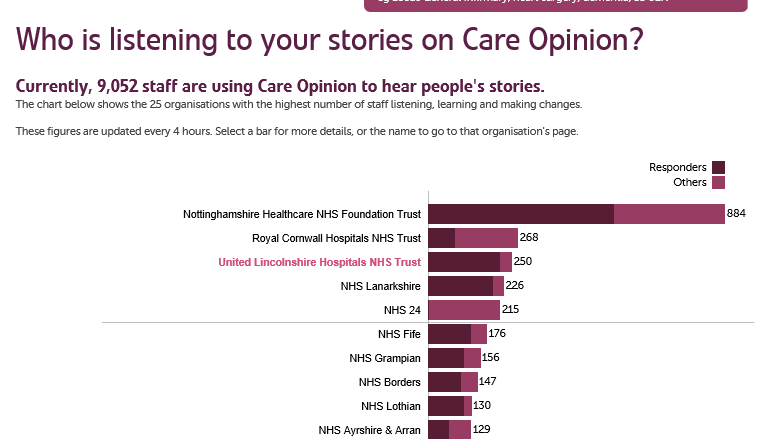 Who is listening to your stories on Care Opinion?
Currently, 9,052 staff are using Care Opinion to hear people's stories.
The chart below shows the 25 organisations with the highest number of staff listening, learning and making changes.
These figures are updated every 4 hours. Select a bar for more details, or the name to go to that organisation's page.
Responders
Others
Nottinghamshire Healthcare NHS Foundation Trust 884
Royal Cornwall Hospitals NHS Trust 268
United Lincolnshire Hospitals NHS Trust 250
NHS Lanarkshire 226
NHS 24 215
NHS Fife 176
NHS Grampian 156
NHS Borders 147
NHS Lothian 130
NHS Ayrshire & Arran 129